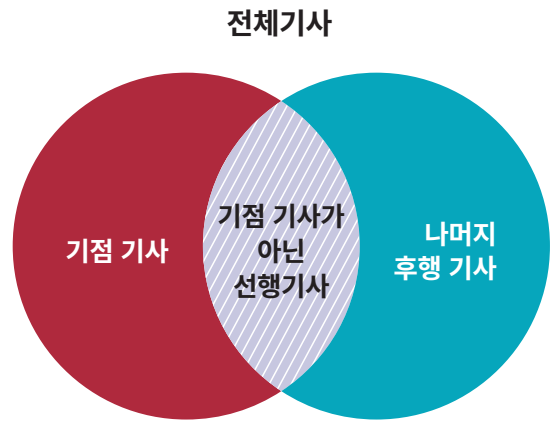 전체기사
기점 기사
기점 기사가
아닌
선행기사
나머지
후행 기사